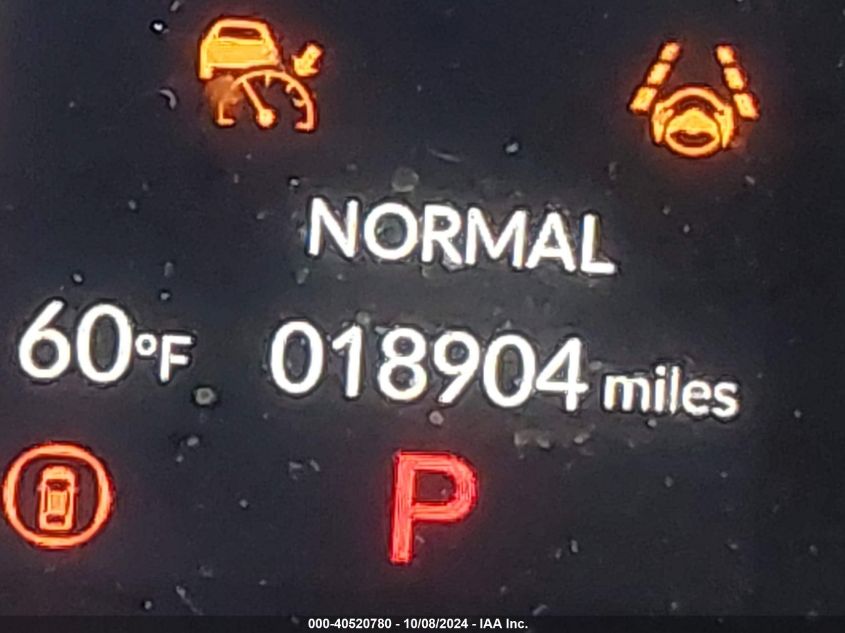 NORMAL
60°F 018904 miles
P
000-40520780 - 10/08/2024 - IAA Inc.